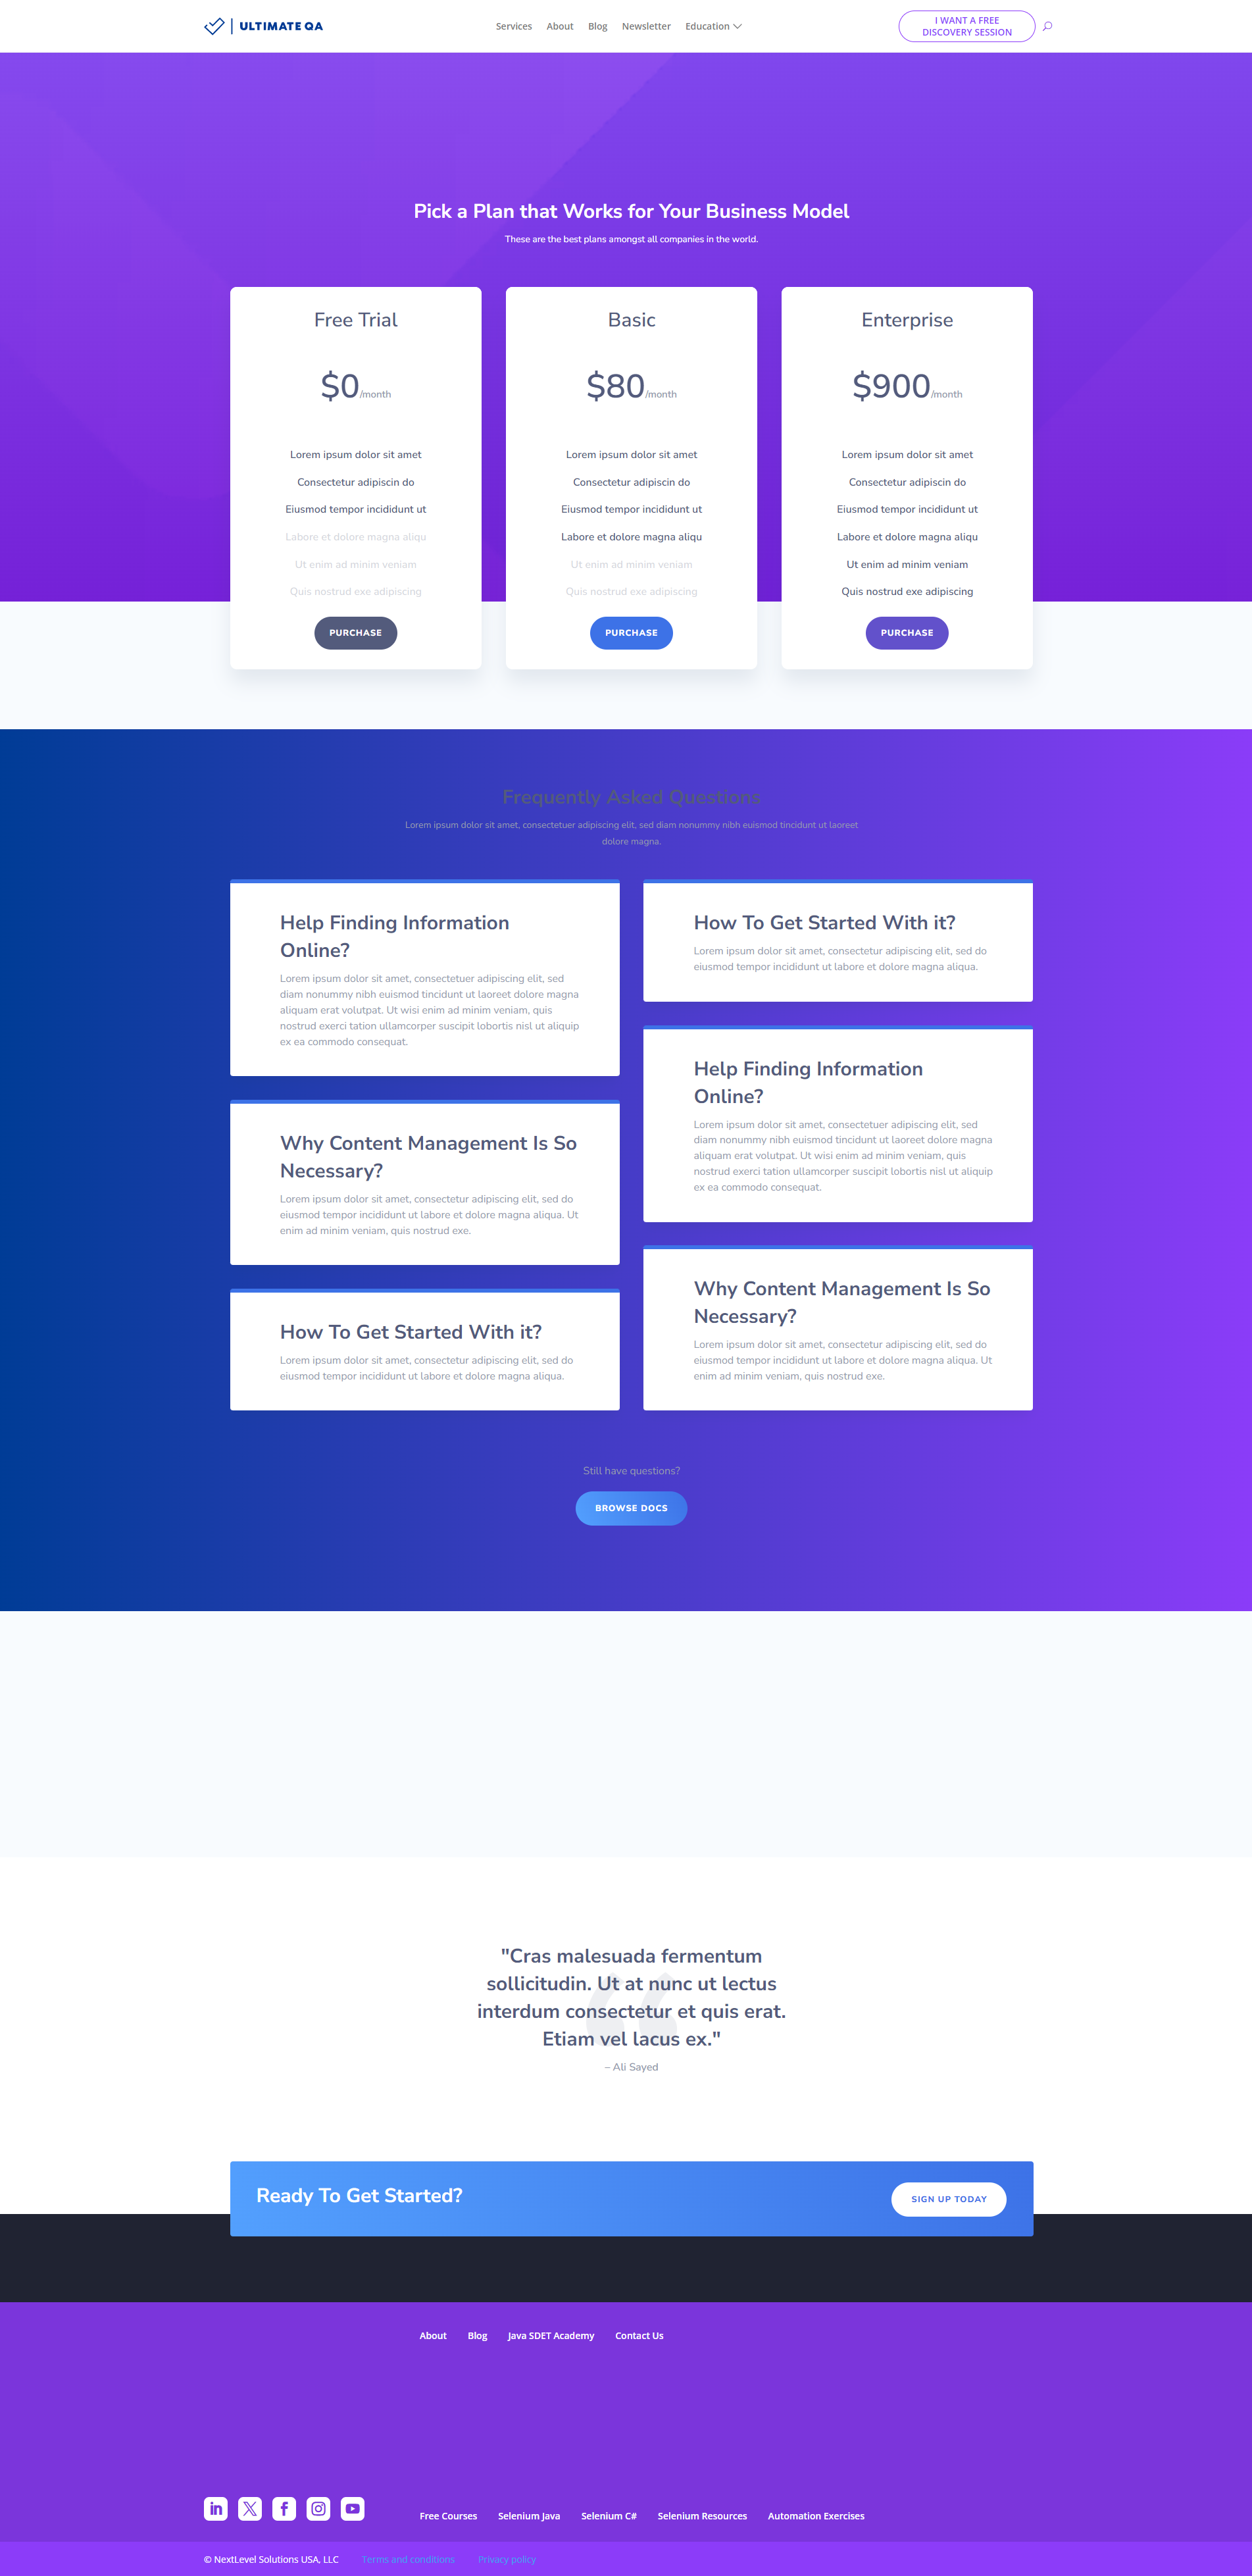 ULTIMATE QA
Services About Blog Newsletter Education
I WANT A FREE
DISCOVERY SESSION
Pick a Plan that Works for Your Business Model
These are the best plans amongst all companies in the world.
Free Trial
$0/month
Lorem ipsum dolor sit amet
Consectetur adipiscin do
Eiusmod tempor incididunt ut
Labore et dolore magna aliqu
Ut enim ad minim veniam
Quis nostrud exe adipiscing
PURCHASE
Basic
$80/month
Lorem ipsum dolor sit amet
Consectetur adipiscin do
Eiusmod tempor incididunt ut
Labore et dolore magna aliqu
Ut enim ad minim veniam
Quis nostrud exe adipiscing
PURCHASE
Enterprise
$900/month
Lorem ipsum dolor sit amet
Consectetur adipiscin do
Eiusmod tempor incididunt ut
Labore et dolore magna aliqu
Ut enim ad minim veniam
Quis nostrud exe adipiscing
PURCHASE
Frequently Asked Questions
Lorem ipsum dolor sit amet, consectetuer adipiscing elit, sed diam nonummy nibh euismod tincidunt ut laoreet
dolore magna.
Help Finding Information
Online?
Lorem ipsum dolor sit amet, consectetuer adipiscing elit, sed
diam nonummy nibh euismod tincidunt ut laoreet dolore magna
aliquam erat volutpat. Ut wisi enim ad minim veniam, quis
nostrud exerci tation ullamcorper suscipit lobortis nisl ut aliquip
ex ea commodo consequat.
Why Content Management Is So
Necessary?
Lorem ipsum dolor sit amet, consectetur adipiscing elit, sed do
eiusmod tempor incididunt ut labore et dolore magna aliqua. Ut
enim ad minim veniam, quis nostrud exe.
How To Get Started With it?
Lorem ipsum dolor sit amet, consectetur adipiscing elit, sed do
eiusmod tempor incididunt ut labore et dolore magna aliqua.
How To Get Started With it?
Lorem ipsum dolor sit amet, consectetur adipiscing elit, sed do
eiusmod tempor incididunt ut labore et dolore magna aliqua.
Help Finding Information
Online?
Lorem ipsum dolor sit amet, consectetuer adipiscing elit, sed
diam nonummy nibh euismod tincidunt ut laoreet dolore magna
aliquam erat volutpat. Ut wisi enim ad minim veniam, quis
nostrud exerci tation ullamcorper suscipit lobortis nisl ut aliquip
ex ea commodo consequat.
Why Content Management Is So
Necessary?
Lorem ipsum dolor sit amet, consectetur adipiscing elit, sed do
eiusmod tempor incididunt ut labore et dolore magna aliqua. Ut
enim ad minim veniam, quis nostrud exe.
Still have questions?
BROWSE DOCS
"Cras malesuada fermentum
sollicitudin. Ut at nunc ut lectus
interdum consectetur et quis erat.
Etiam vel lacus ex."
– Ali Sayed
Ready To Get Started?
SIGN UP TODAY
About Blog Java SDET Academy Contact Us
Free Courses Selenium Java Selenium C# Selenium Resources Automation Exercises
© NextLevel Solutions USA, LLC Terms and conditions Privacy policy